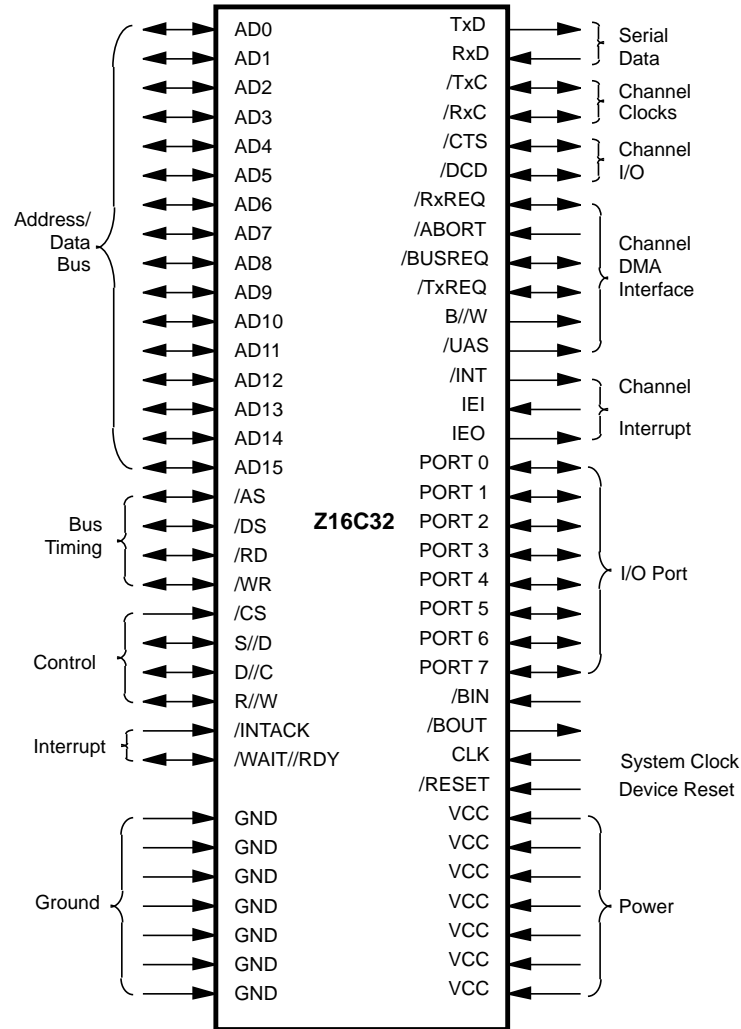 Address/
Data
Bus
Bus
Timing
Control
Interrupt
Ground
AD0
AD1
AD2
AD3
AD4
AD5
AD6
AD7
AD8
AD9
AD10
AD11
AD12
AD13
AD14
AD15
/AS
/DS
/RD
/WR
/CS
S//D
D//C
R//W
/INTACK
/WAIT//RDY
GND
GND
GND
GND
GND
GND
GND
Z16C32
TxD
RxD
/TxC
/RxC
/CTS
/DCD
/RxREQ
/ABORT
/BUSREQ
/TxREQ
B//W
/UAS
/INT
IEI
IEO
PORT 0
PORT 1
PORT 2
PORT 3
PORT 4
PORT 5
PORT 6
PORT 7
/BIN
/BOUT
CLK
/RESET
VCC
VCC
VCC
VCC
VCC
VCC
VCC
Serial
Data
Channel
Clocks
Channel
I/O
Channel
DMA
Interface
Channel
Interrupt
I/O Port
System Clock
Device Reset
Power